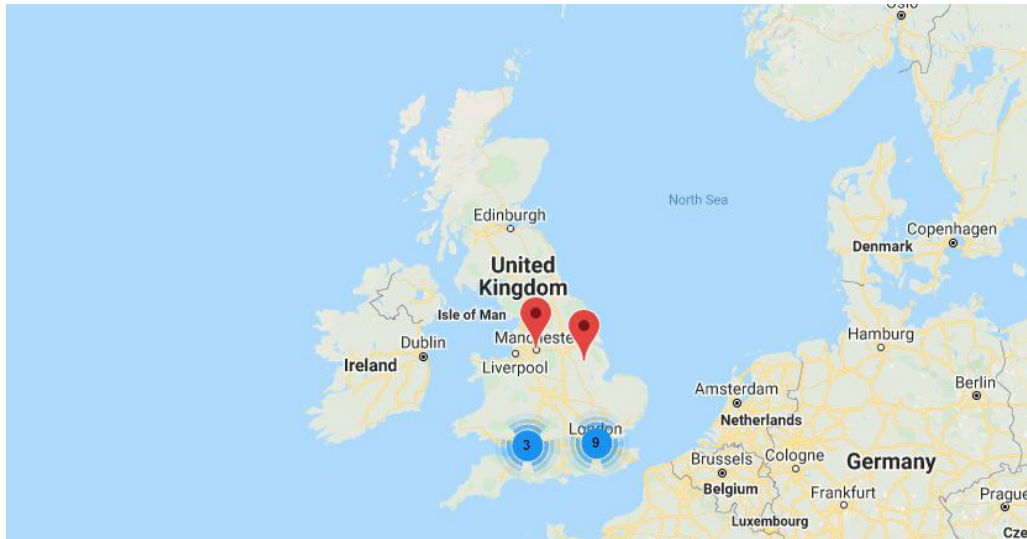 Oslo
North Sea
Edinburgh
Copenhagen
Denmark
United
Kingdom
Isle of Man
Hamburg
Dublin
Manchester
Ireland
Liverpool
Berlin
Amsterdam
Netherlands
London
3
9
Brussels
Cologne
Germany
Belgium
Frankfurt
Prague
Luxembourg
Cze